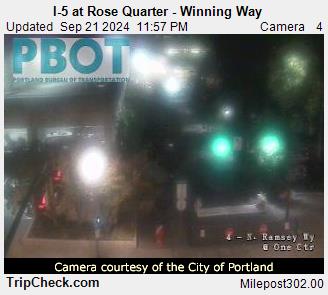 I-5 at Rose Quarter - Winning Way
Updated Sep 21 2024 11:57 PM Camera 4
PBOT
PORTLAND BUREAU OF TRANSPORTATION
4 - N. Ramsey Wy
@ One Ctr
Camera courtesy of the City of Portland
TripCheck.com Milepost302.00